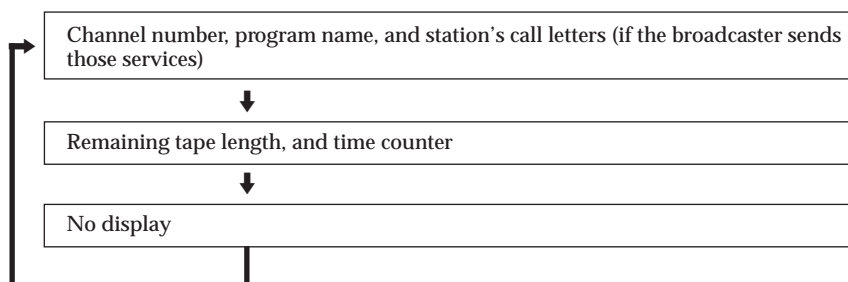 Channel number, program name, and station’s call letters (if the broadcaster sends
those services)
Remaining tape length, and time counter
No display